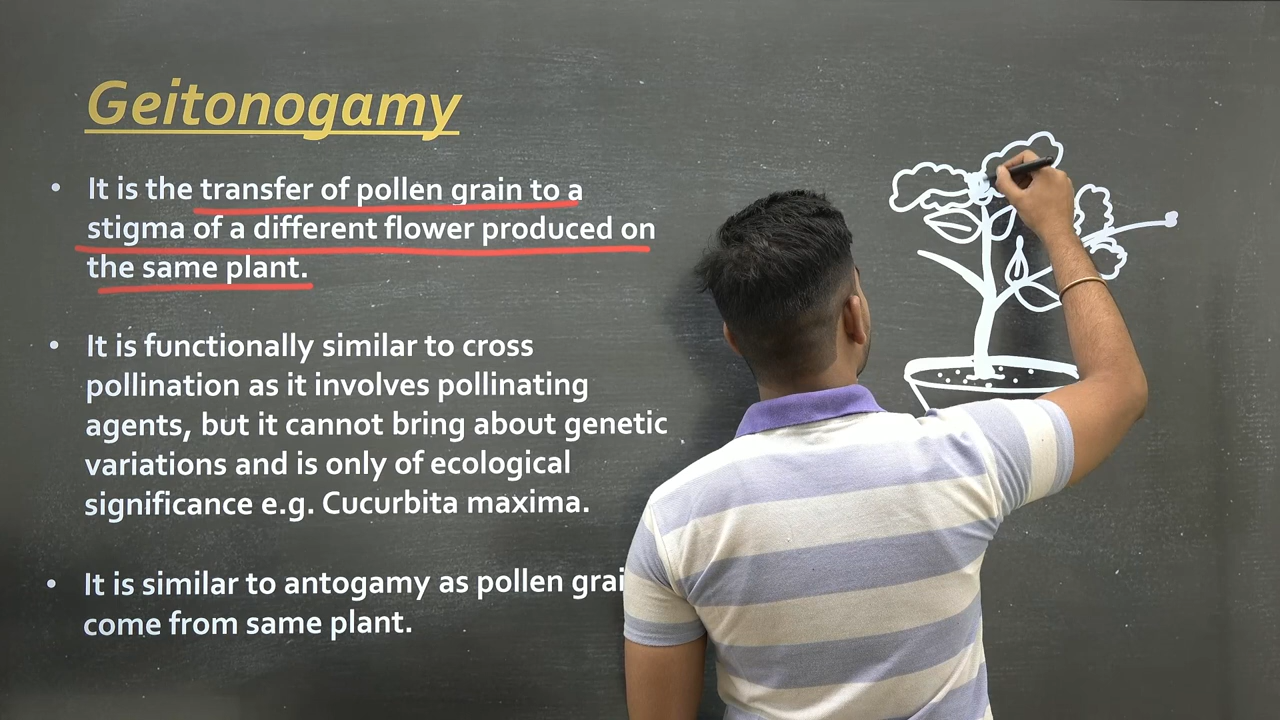 Geitonogamy
• It is the transfer of pollen grain to a
stigma of a different flower produced on
the same plant.
• It is functionally similar to cross
pollination as it involves pollinating
agents, but it cannot bring about genetic
variations and is only of ecological
significance e.g. Cucurbita maxima.
• It is similar to antogamy as pollen grai
come from same plant.